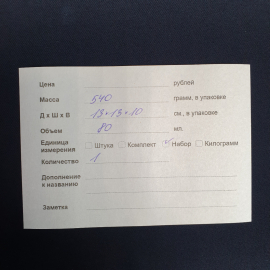 Цена рублей
Масса 540 грамм, в упаковке
Д х Ш х В 13*13*10 см., в упаковке
Объем 80 мл.
Единица измерения Штука Комплект Набор Килограмм
Количество 1
Дополнение к названию
Заметка